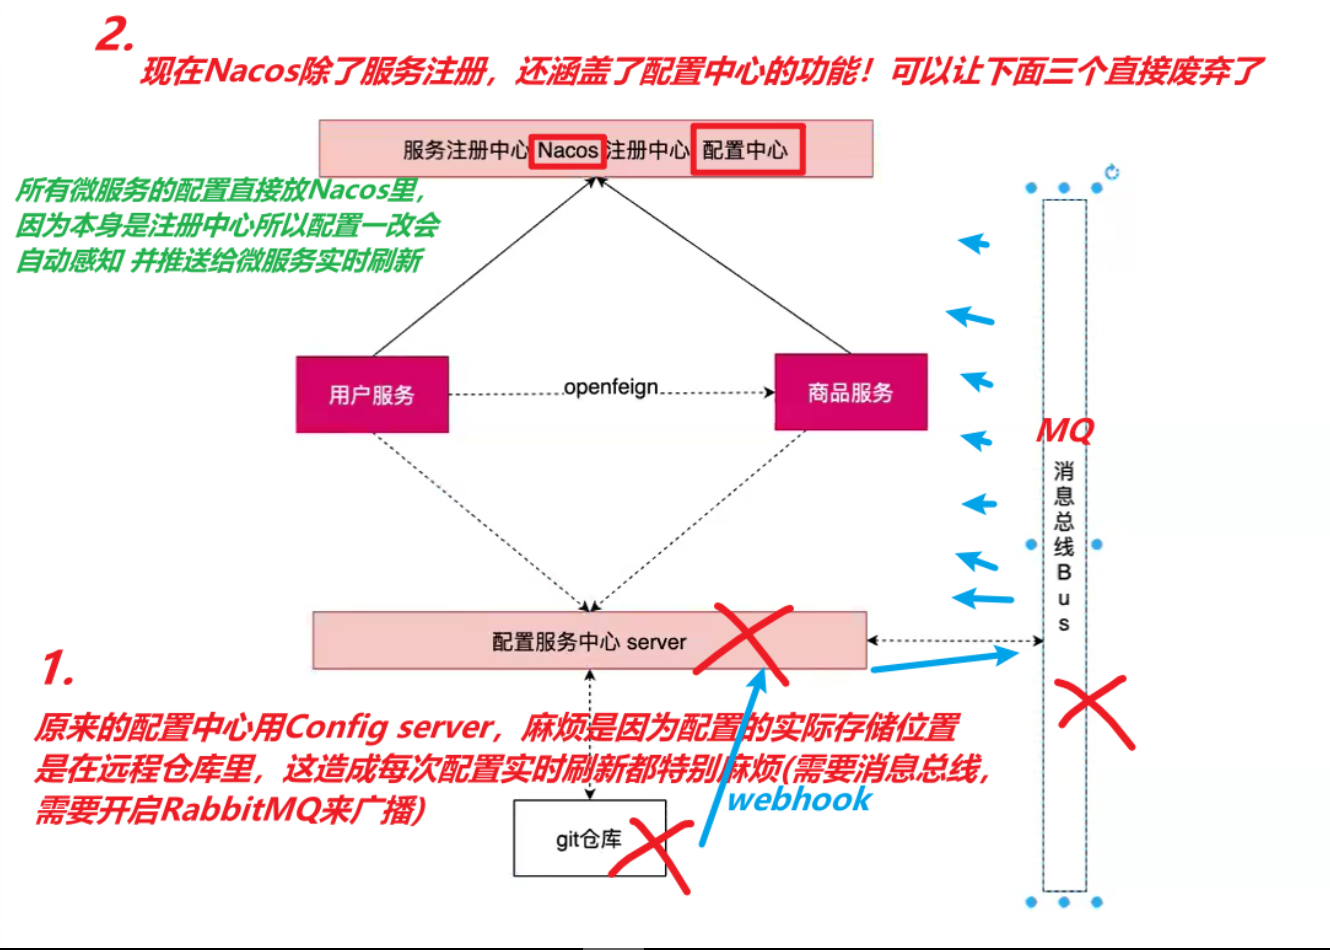 2.
现在Nacos除了服务注册，还涵盖了配置中心的功能！可以让下面三个直接废弃了
服务注册中心 Nacos 注册中心 配置中心
所有微服务的配置直接放Nacos里，
因为本身是注册中心所以配置一改会
自动感知 并推送给微服务实时刷新
用户服务
openfeign
商品服务
MQ
消息总线Bus
配置服务中心 server
1.
原来的配置中心用Config server，麻烦是因为配置的实际存储位置
是在远程仓库里，这造成每次配置实时刷新都特别麻烦(需要消息总线，
需要开启RabbitMQ来广播)
webhook
git仓库